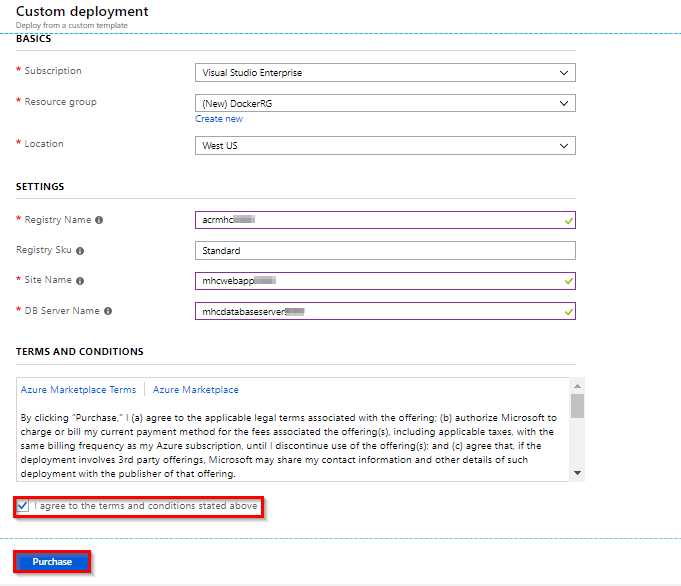 Custom deployment
Deploy from a custom template
BASICS
* Subscription
Visual Studio Enterprise
* Resource group
(New) DockerRG
Create new
* Location
West US
SETTINGS
* Registry Name
acrmhc
Registry Sku
Standard
* Site Name
mhcwebapp
* DB Server Name
mhcdatabaseserver
TERMS AND CONDITIONS
Azure Marketplace Terms | Azure Marketplace
By clicking "Purchase," I (a) agree to the applicable legal terms associated with the offering; (b) authorize Microsoft to
charge or bill my current payment method for the fees associated the offering(s), including applicable taxes, with the
same billing frequency as my Azure subscription, until I discontinue use of the offering(s); and (c) agree that, if the
deployment involves 3rd party offerings, Microsoft may share my contact information and other details of such
deployment with the publisher of that offering.
I agree to the terms and conditions stated above
Purchase